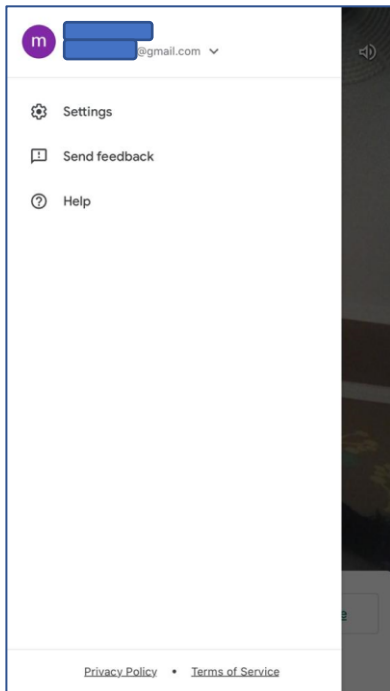 m
@gmail.com
Settings
Send feedback
Help
Privacy Policy • Terms of Service